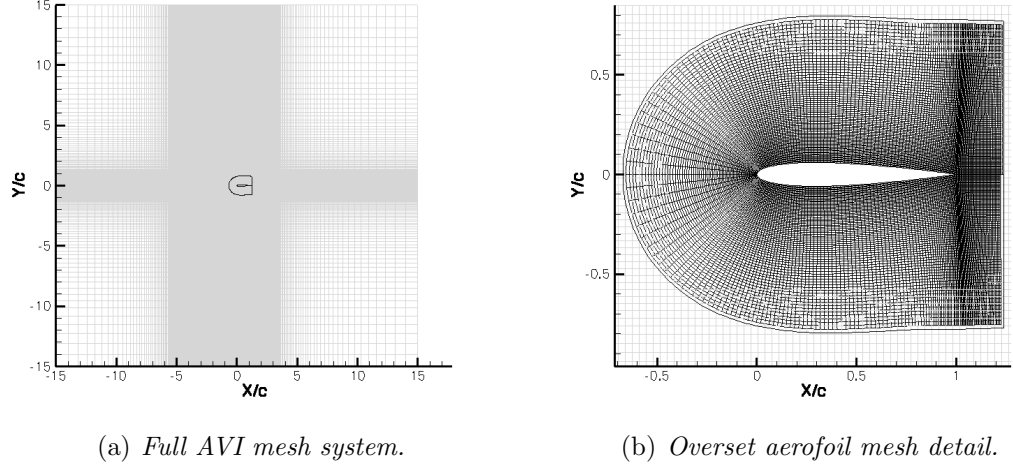 15
10
5
Y/c
0
-5
-10
-15
-15 -10 -5 0 5 10 15
X/c
0.5
Y/c
0
-0.5
-0.5 0 0.5 1
X/c
(a) Full AVI mesh system.
(b) Overset aerofoil mesh detail.